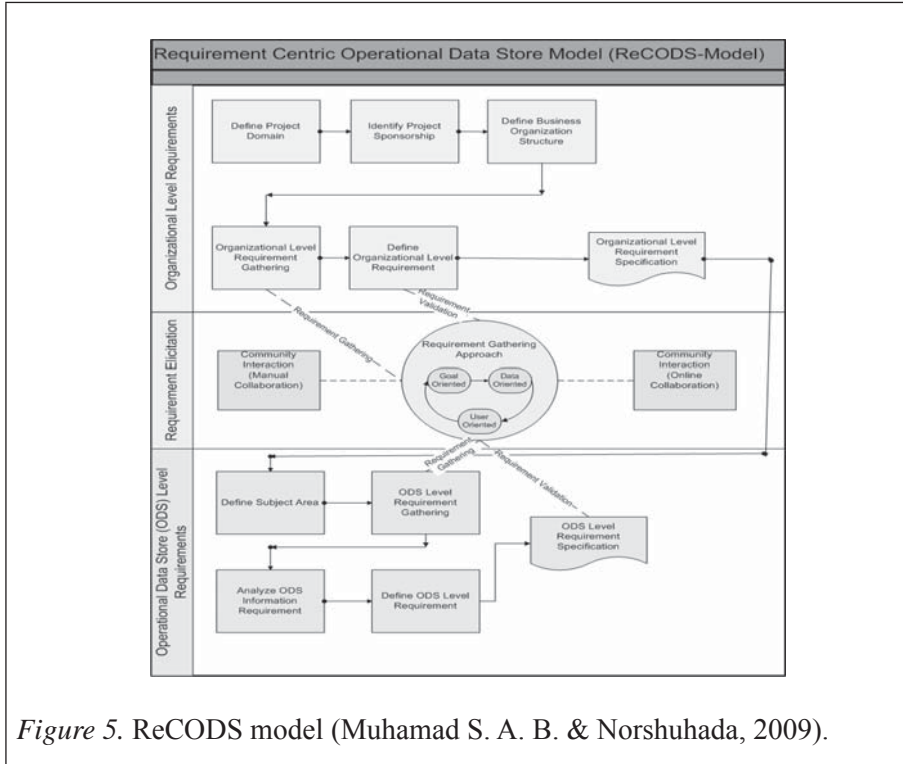 Requirement Centric Operational Data Store Model (ReCODS-Model)
Organizational Level Requirements
Define Project
Domain
Identify Project
Sponsorship
Define Business
Organization
Structure
Organizational Level
Requirement
Gathering
Define
Organizational Level
Requirement
Organizational Level
Requirement
Specification
Requirement Gathering
Requirement
Validation
Requirement Elicitation
Community
Interaction
(Manual
Collaboration)
Requirement Gathering
Approach
Goal
Oriented
Data
Oriented
User
Oriented
Community
Interaction
(Online
Collaboration)
Requirement
Gathering
Requirement Validation
Operational Data Store (ODS) Level
Requirements
Define Subject Area
ODS Level
Requirement
Gathering
ODS Level
Requirement
Specification
Analyze ODS
Information
Requirement
Define ODS Level
Requirement
Figure 5. ReCODS model (Muhamad S. A. B. & Norshuhada, 2009).